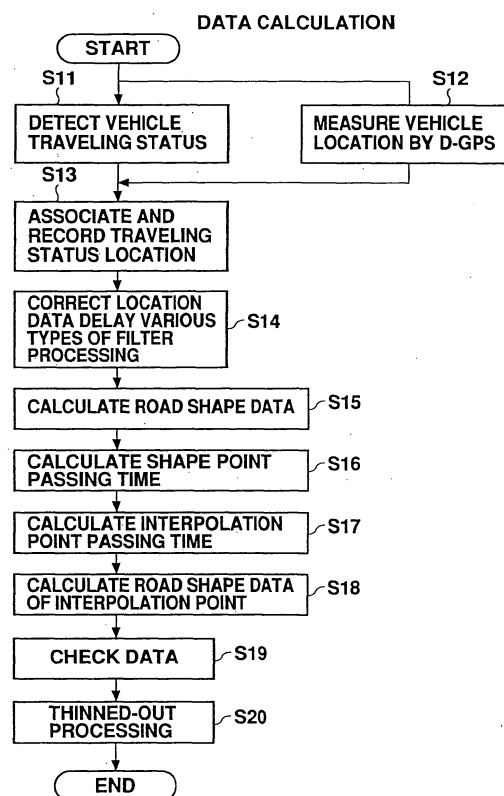 DATA CALCULATION
START
S11
DETECT VEHICLE
TRAVELING STATUS
S12
MEASURE VEHICLE
LOCATION BY D-GPS
S13
ASSOCIATE AND
RECORD TRAVELING
STATUS LOCATION
CORRECT LOCATION
DATA DELAY VARIOUS
TYPES OF FILTER
PROCESSING
S14
CALCULATE ROAD SHAPE DATA
S15
CALCULATE SHAPE POINT
PASSING TIME
S16
CALCULATE INTERPOLATION
POINT PASSING TIME
S17
CALCULATE ROAD SHAPE DATA
OF INTERPOLATION POINT
S18
CHECK DATA
S19
THINNED-OUT
PROCESSING
S20
END